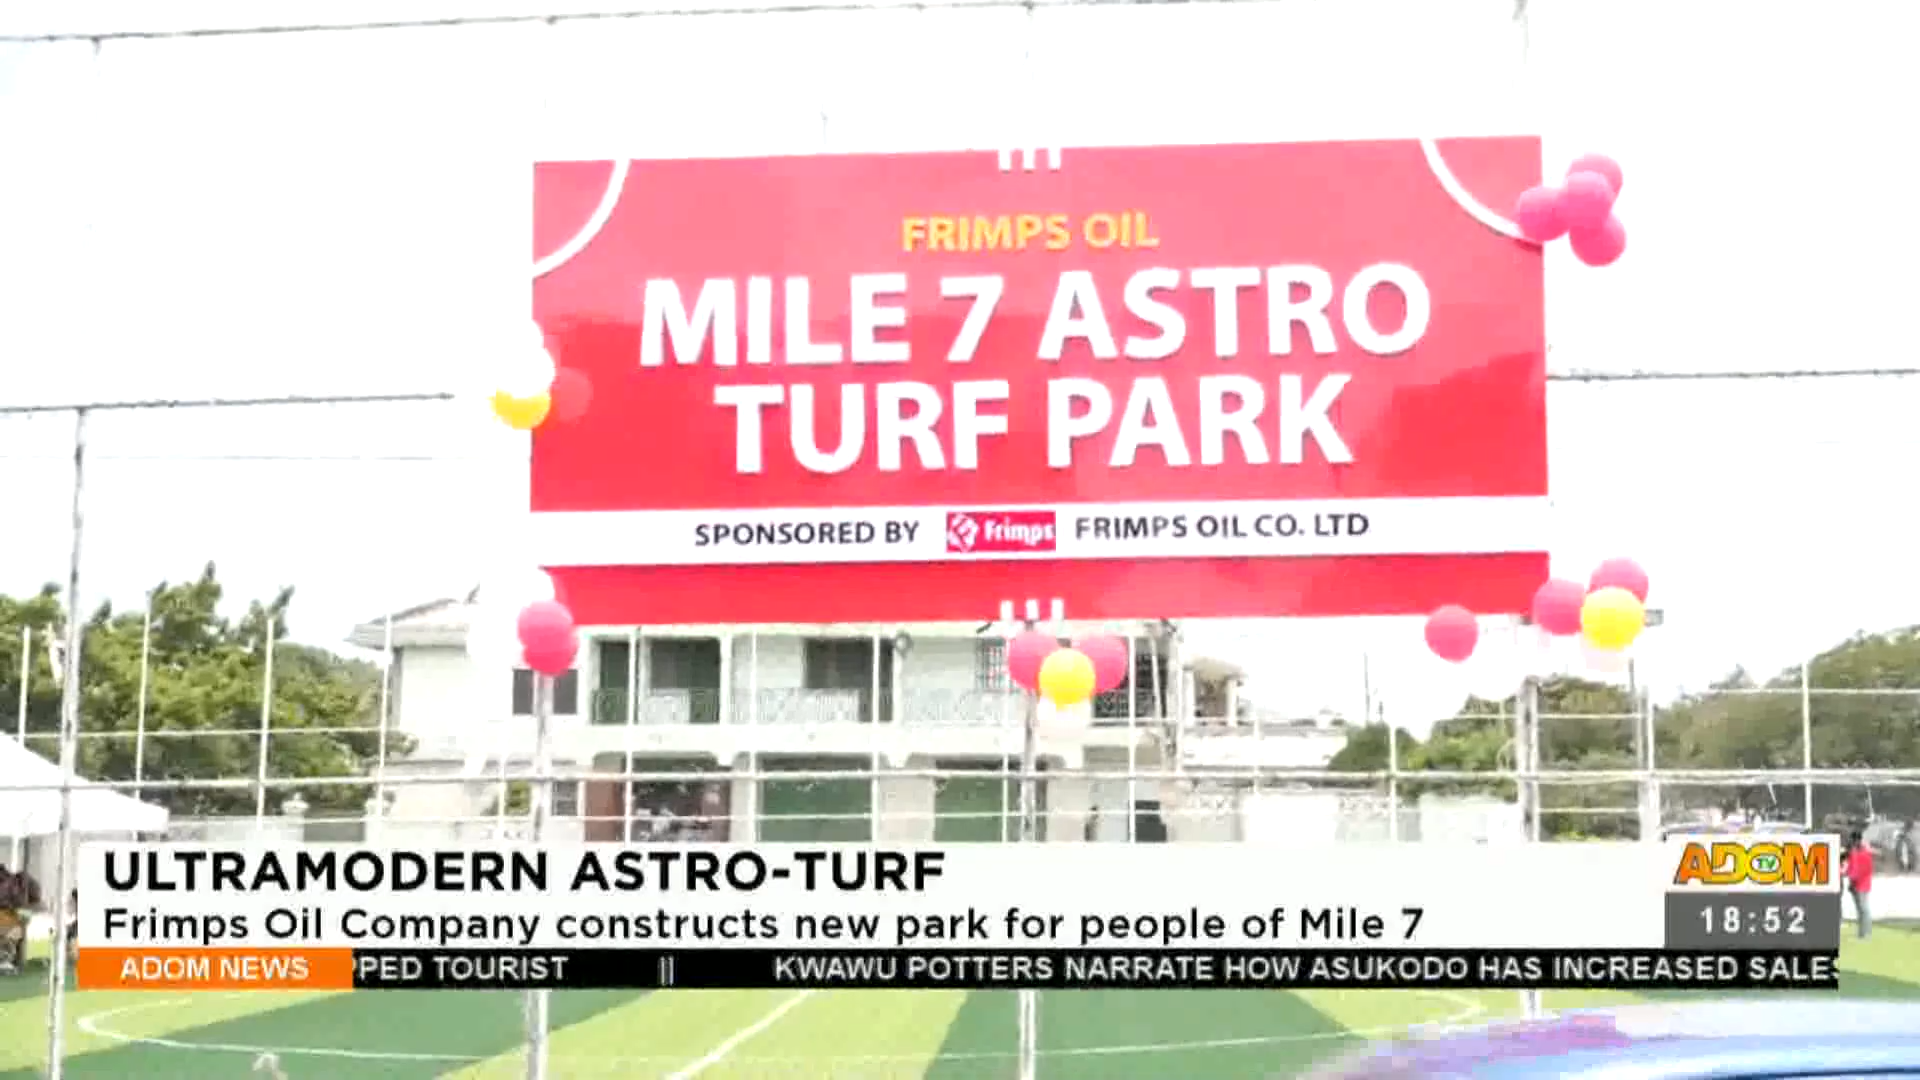 FRIMPS OIL
MILE 7 ASTRO
TURF PARK
SPONSORED BY Frimps FRIMPS OIL CO. LTD
ULTRAMODERN ASTRO-TURF
Frimps Oil Company constructs new park for people of Mile 7
ADOM TV
18:52
ADOM NEWS PPED TOURIST || KWAWU POTTERS NARRATE HOW ASUKODO HAS INCREASED SALES